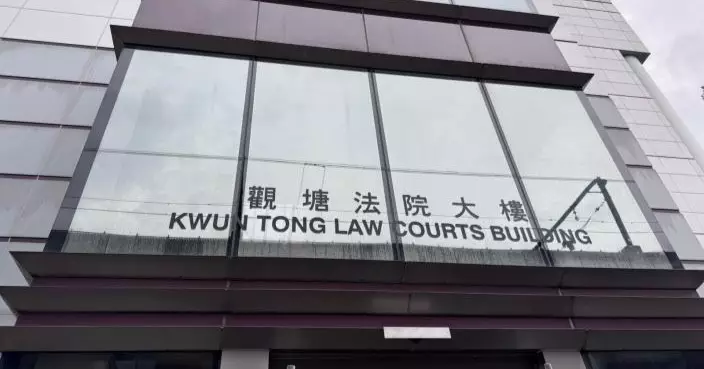 觀塘法院大樓
KWUN TONG LAW COURTS BUILDING